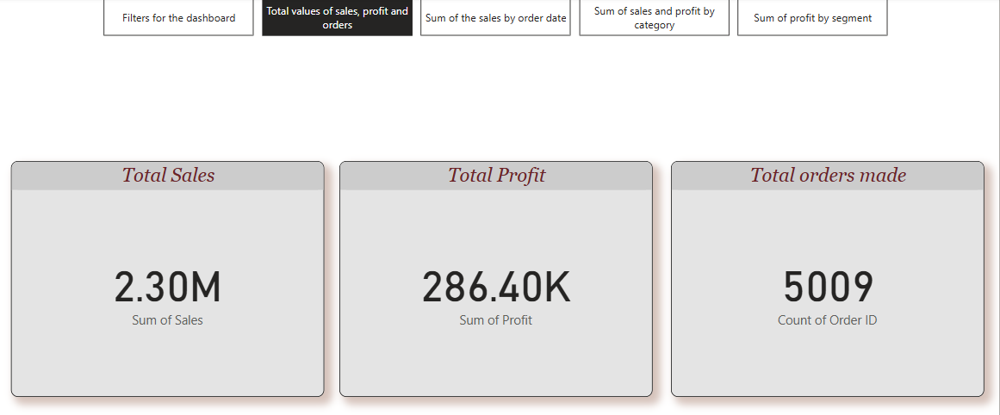 Filters for the dashboard
Total values of sales, profit and
orders
Sum of the sales by order date
Sum of sales and profit by
category
Sum of profit by segment
Total Sales
2.30M
Sum of Sales
Total Profit
286.40K
Sum of Profit
Total orders made
5009
Count of Order ID